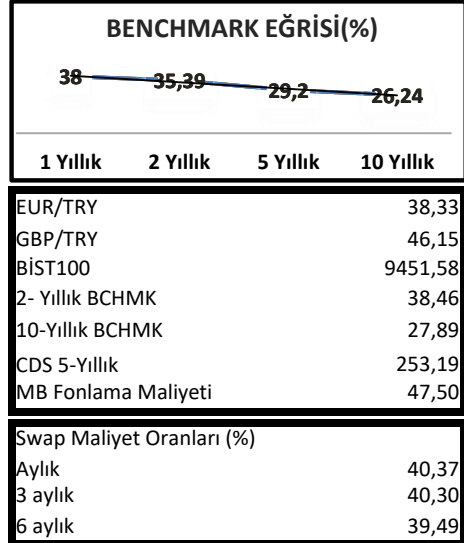 BENCHMARK EĞRİSİ(%)
38 35,39 29,2 26,24
1 Yıllık 2 Yıllık 5 Yıllık 10 Yıllık
EUR/TRY 38,33
GBP/TRY 46,15
BİST100 9451,58
2- Yıllık BCHMK 38,46
10-Yıllık BCHMK 27,89
CDS 5-Yıllık 253,19
MB Fonlama Maliyeti 47,50
Swap Maliyet Oranları (%)
Aylık 40,37
3 aylık 40,30
6 aylık 39,49